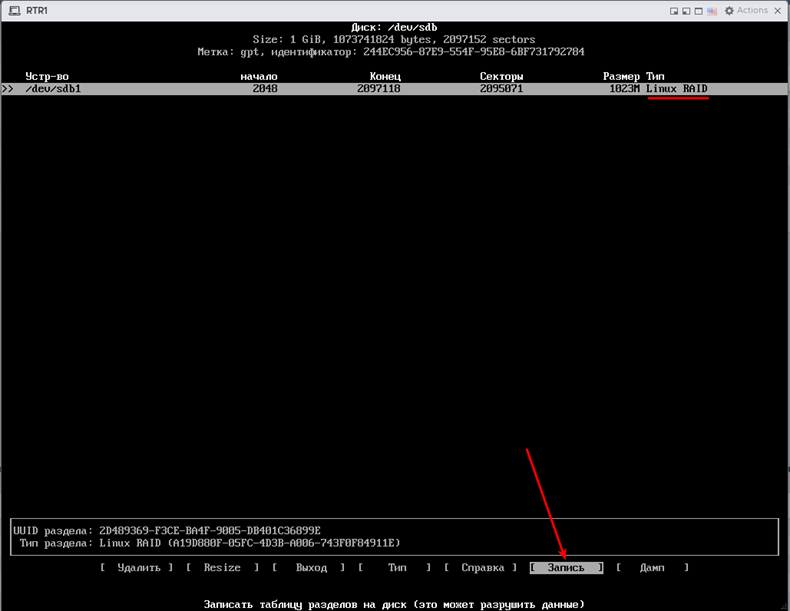 RTR1 Actions
Диск: /dev/sdb
Size: 1 GiB, 1073741824 bytes, 2097152 sectors
Метка: gpt, идентификатор: 244EC956-87E9-554F-95E8-6BF731792784
Устр-во начало Конец Секторы Размер Тип
>> /dev/sdb1 2048 2097118 2095071 1023M Linux RAID
UUID раздела: 2D489369-F3CE-BA4F-9005-DB401C36899E
Тип раздела: Linux RAID (A19D880F-05FC-4D3B-A006-743F0F84911E)
[ Удалить ] [ Resize ] [ Выход ] [ Тип ] [ Справка ] [ Запись ] [ Дамп ]
Записать таблицу разделов на диск (это может разрушить данные)